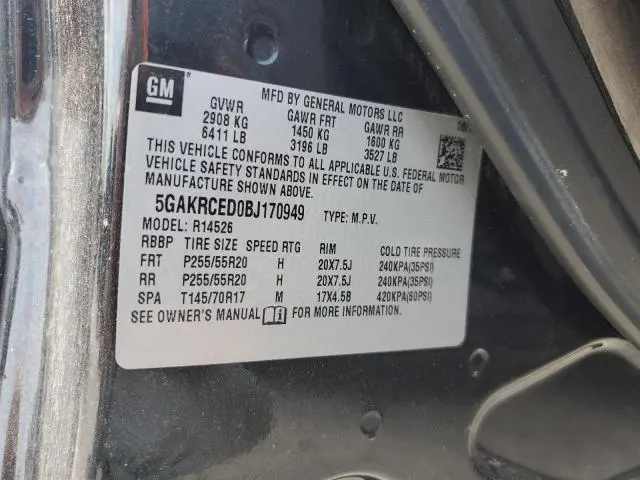 GM
MFD BY GENERAL MOTORS LLC
GVWR GAWR FRT GAWR RR
2908 KG 1450 KG 1600 KG
6411 LB 3196 LB 3527 LB
THIS VEHICLE CONFORMS TO ALL APPLICABLE U.S. FEDERAL MOTOR
VEHICLE SAFETY STANDARDS IN EFFECT ON THE DATE OF
MANUFACTURE SHOWN ABOVE.
5GAKRCED0BJ170949 TYPE: M.P.V.
MODEL: R14526
RBBP TIRE SIZE SPEED RTG RIM COLD TIRE PRESSURE
FRT P255/55R20 H 20X7.5J 240KPA(35PSI)
RR P255/55R20 H 20X7.5J 240KPA(35PSI)
SPA T145/70R17 M 17X4.5B 420KPA(60PSI)
SEE OWNER'S MANUAL FOR MORE INFORMATION.